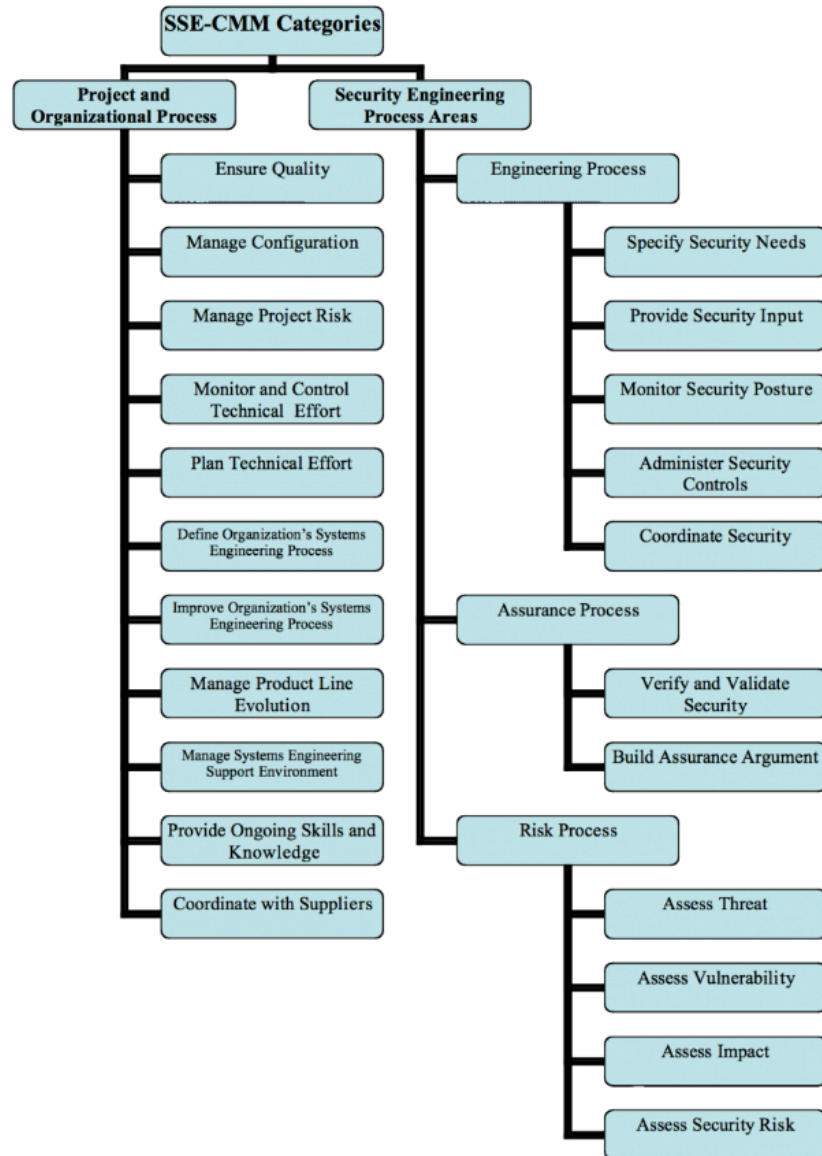 SSE-CMM Categories
Project and
Organizational Process
Security Engineering
Process Areas
Ensure Quality
Manage Configuration
Manage Project Risk
Monitor and Control
Technical Effort
Plan Technical Effort
Define Organization's Systems
Engineering Process
Improve Organization's Systems
Engineering Process
Manage Product Line
Evolution
Manage Systems Engineering
Support Environment
Provide Ongoing Skills and
Knowledge
Coordinate with Suppliers
Engineering Process
Specify Security Needs
Provide Security Input
Monitor Security Posture
Administer Security
Controls
Coordinate Security
Assurance Process
Verify and Validate
Security
Build Assurance Argument
Risk Process
Assess Threat
Assess Vulnerability
Assess Impact
Assess Security Risk